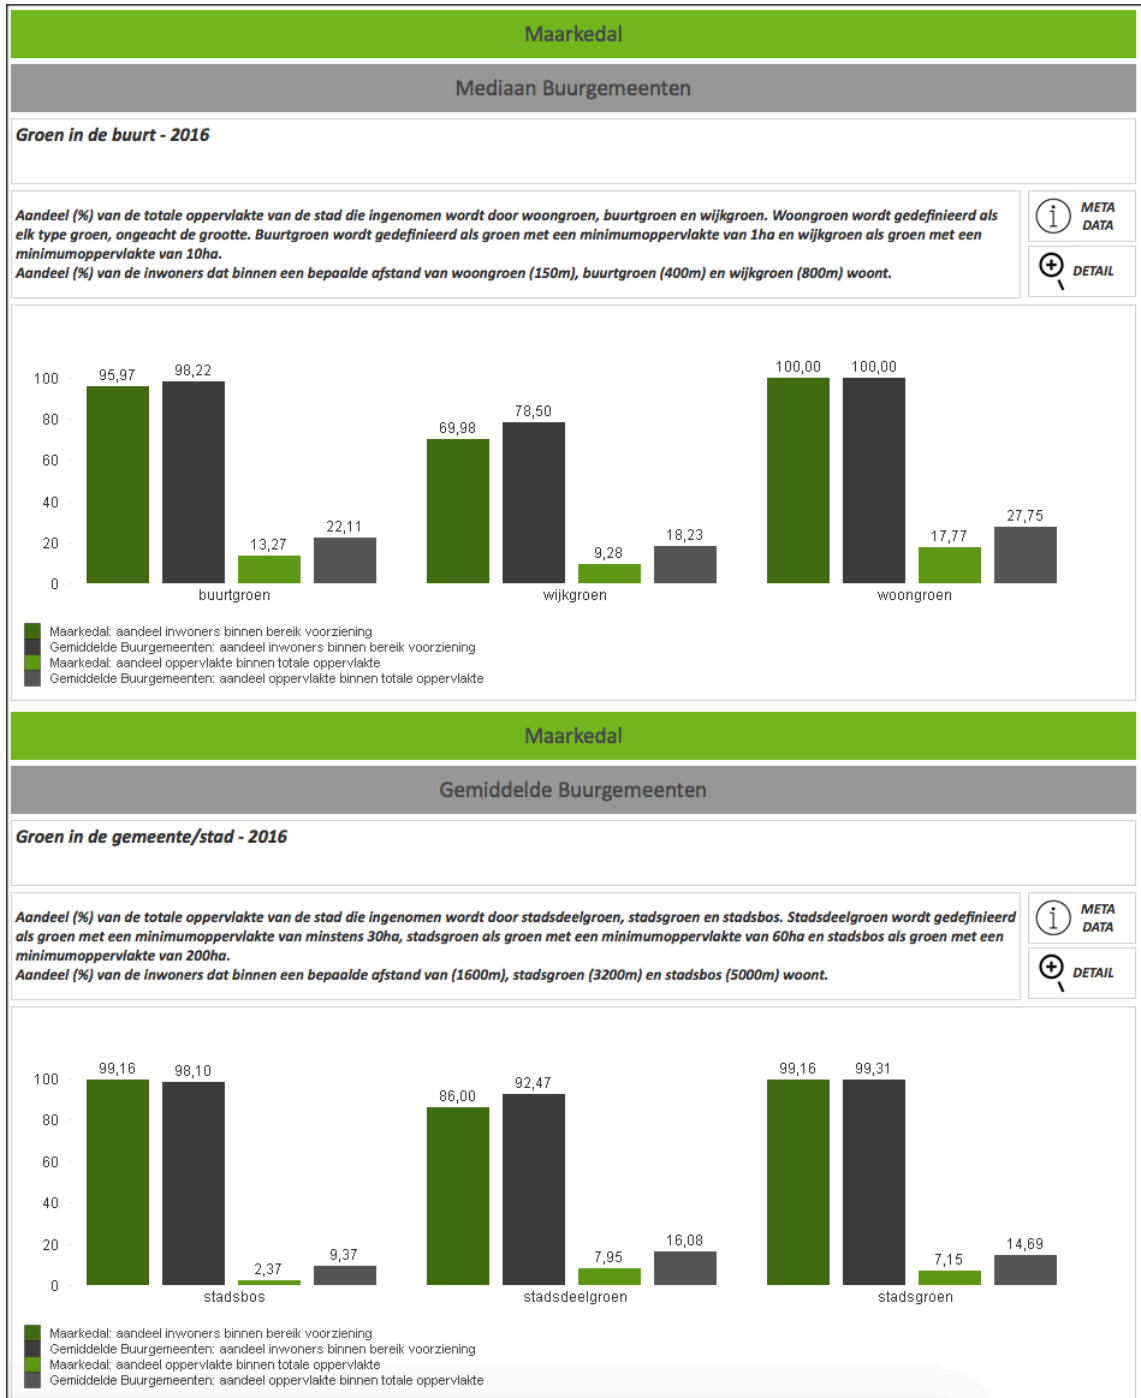 Maarkedal
Mediaan Buurgemeenten
Groen in de buurt - 2016
Aandeel (%) van de totale oppervlakte van de stad die ingenomen wordt door woongroen, buurtgroen en wijkgroen. Woongroen wordt gedefinieerd als
elk type groen, ongeacht de grootte. Buurtgroen wordt gedefinieerd als groen met een minimumoppervlakte van 1ha en wijkgroen als groen met een
minimumoppervlakte van 10ha.
Aandeel (%) van de inwoners dat binnen een bepaalde afstand van woongroen (150m), buurtgroen (400m) en wijkgroen (800m) woont.
META
DATA
DETAIL
100
80
60
40
20
0
95,97
98,22
13,27
22,11
69,98
78,50
9,28
18,23
100,00
100,00
17,77
27,75
buurtgroen
wijkgroen
woongroen
Maarkedal: aandeel inwoners binnen bereik voorziening
Gemiddelde Buurgemeenten: aandeel inwoners binnen bereik voorziening
Maarkedal: aandeel oppervlakte binnen totale oppervlakte
Gemiddelde Buurgemeenten: aandeel oppervlakte binnen totale oppervlakte
Maarkedal
Gemiddelde Buurgemeenten
Groen in de gemeente/stad - 2016
Aandeel (%) van de totale oppervlakte van de stad die ingenomen wordt door stadsdeelgroen, stadsgroen en stadsbos. Stadsdeelgroen wordt gedefinieerd
als groen met een minimumoppervlakte van minstens 30ha, stadsgroen als groen met een minimumoppervlakte van 60ha en stadsbos als groen met een
minimumoppervlakte van 200ha.
Aandeel (%) van de inwoners dat binnen een bepaalde afstand van (1600m), stadsgroen (3200m) en stadsbos (5000m) woont.
META
DATA
DETAIL
100
80
60
40
20
0
99,16
98,10
2,37
9,37
86,00
92,47
7,95
16,08
99,16
99,31
7,15
14,69
stadsbos
stadsdeelgroen
stadsgroen
Maarkedal: aandeel inwoners binnen bereik voorziening
Gemiddelde Buurgemeenten: aandeel inwoners binnen bereik voorziening
Maarkedal: aandeel oppervlakte binnen totale oppervlakte
Gemiddelde Buurgemeenten: aandeel oppervlakte binnen totale oppervlakte